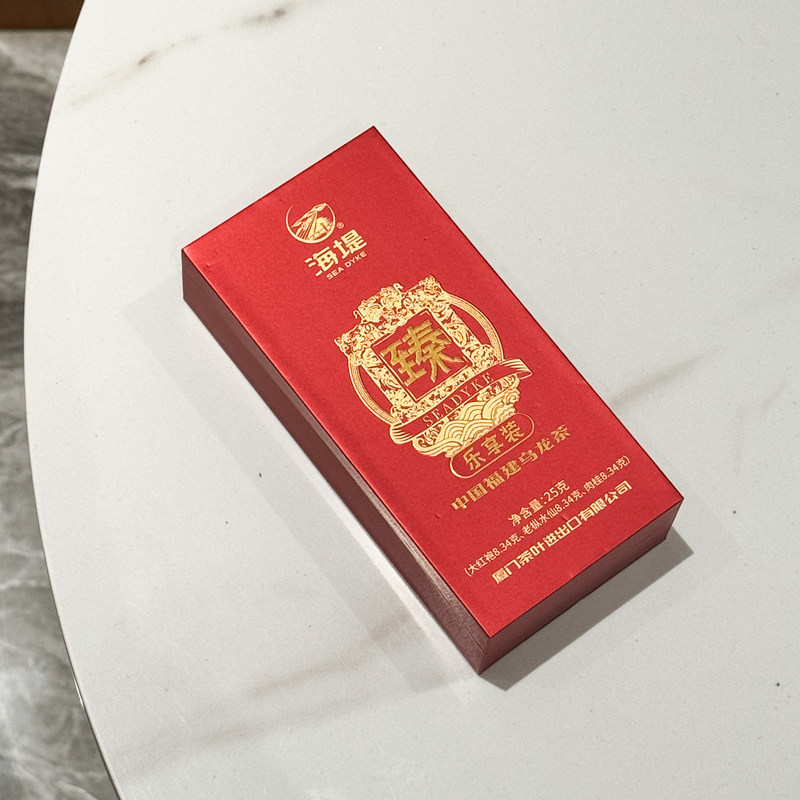 ®
海堤
SEA DYKE
臻
SEADYKE
乐享装
中国福建乌龙茶
净含量:25克
(大红袍8.34克、老枞水仙8.34克、肉桂8.34克)
厦门茶叶进出口有限公司